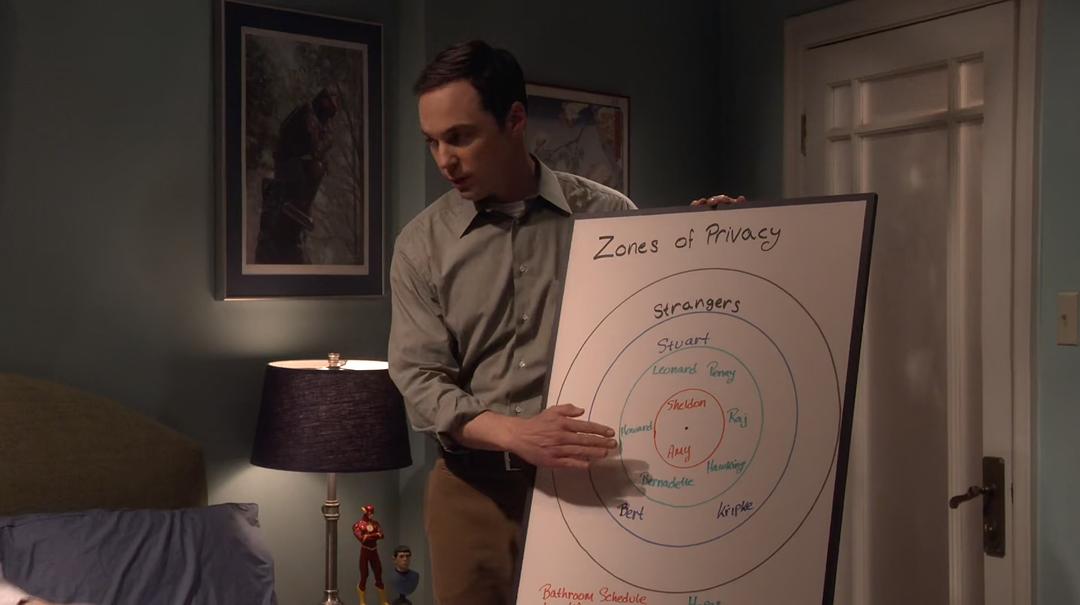 Zones of Privacy
Strangers
Stuart
Leonard Penny
Sheldon
Howard
Raj
Amy
Hawking
Bernadette
Bert
Kripke
Bathroom Schedule